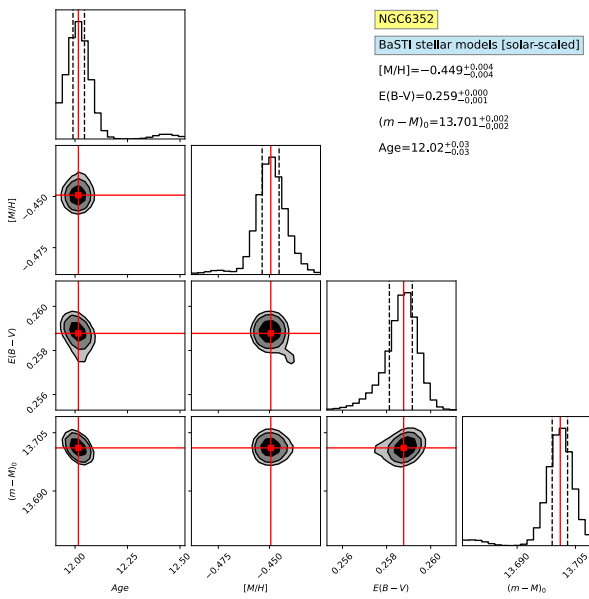 NGC6352
BaSTI stellar models [solar-scaled]
[M/H]=−0.449+0.004−0.004
E(B-V)=0.259+0.000−0.001
(m − M)0=13.701+0.002−0.002
Age=12.02+0.03−0.03
[M/H]
−0.450
−0.475
E(B − V)
0.260
0.258
0.256
(m − M)0
13.705
13.690
12.00
12.25
12.50
Age
−0.475
−0.450
[M/H]
0.256
0.258
0.260
E(B − V)
13.690
13.705
(m − M)0